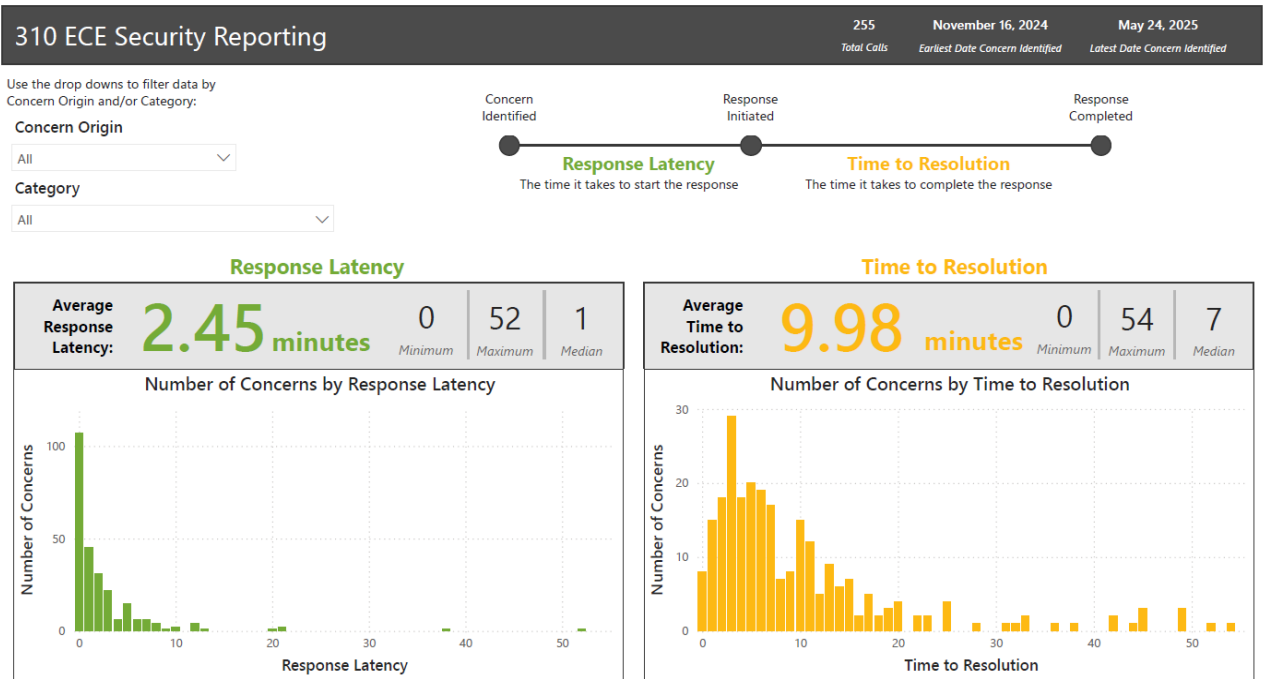 310 ECE Security Reporting
255
Total Calls
November 16, 2024
Earliest Date Concern Identified
May 24, 2025
Latest Date Concern Identified
Use the drop downs to filter data by
Concern Origin and/or Category:
Concern Origin
All
Category
All
Concern
Identified
Response
Initiated
Response
Completed
Response Latency
The time it takes to start the response
Time to Resolution
The time it takes to complete the response
Response Latency
Average
Response
Latency:
2.45 minutes
0
Minimum
52
Maximum
1
Median
Number of Concerns by Response Latency
Number of Concerns
100
50
0
0 10 20 30 40 50
Response Latency
Time to Resolution
Average
Time to
Resolution:
9.98 minutes
0
Minimum
54
Maximum
7
Median
Number of Concerns by Time to Resolution
Number of Concerns
30
20
10
0
0 10 20 30 40 50
Time to Resolution